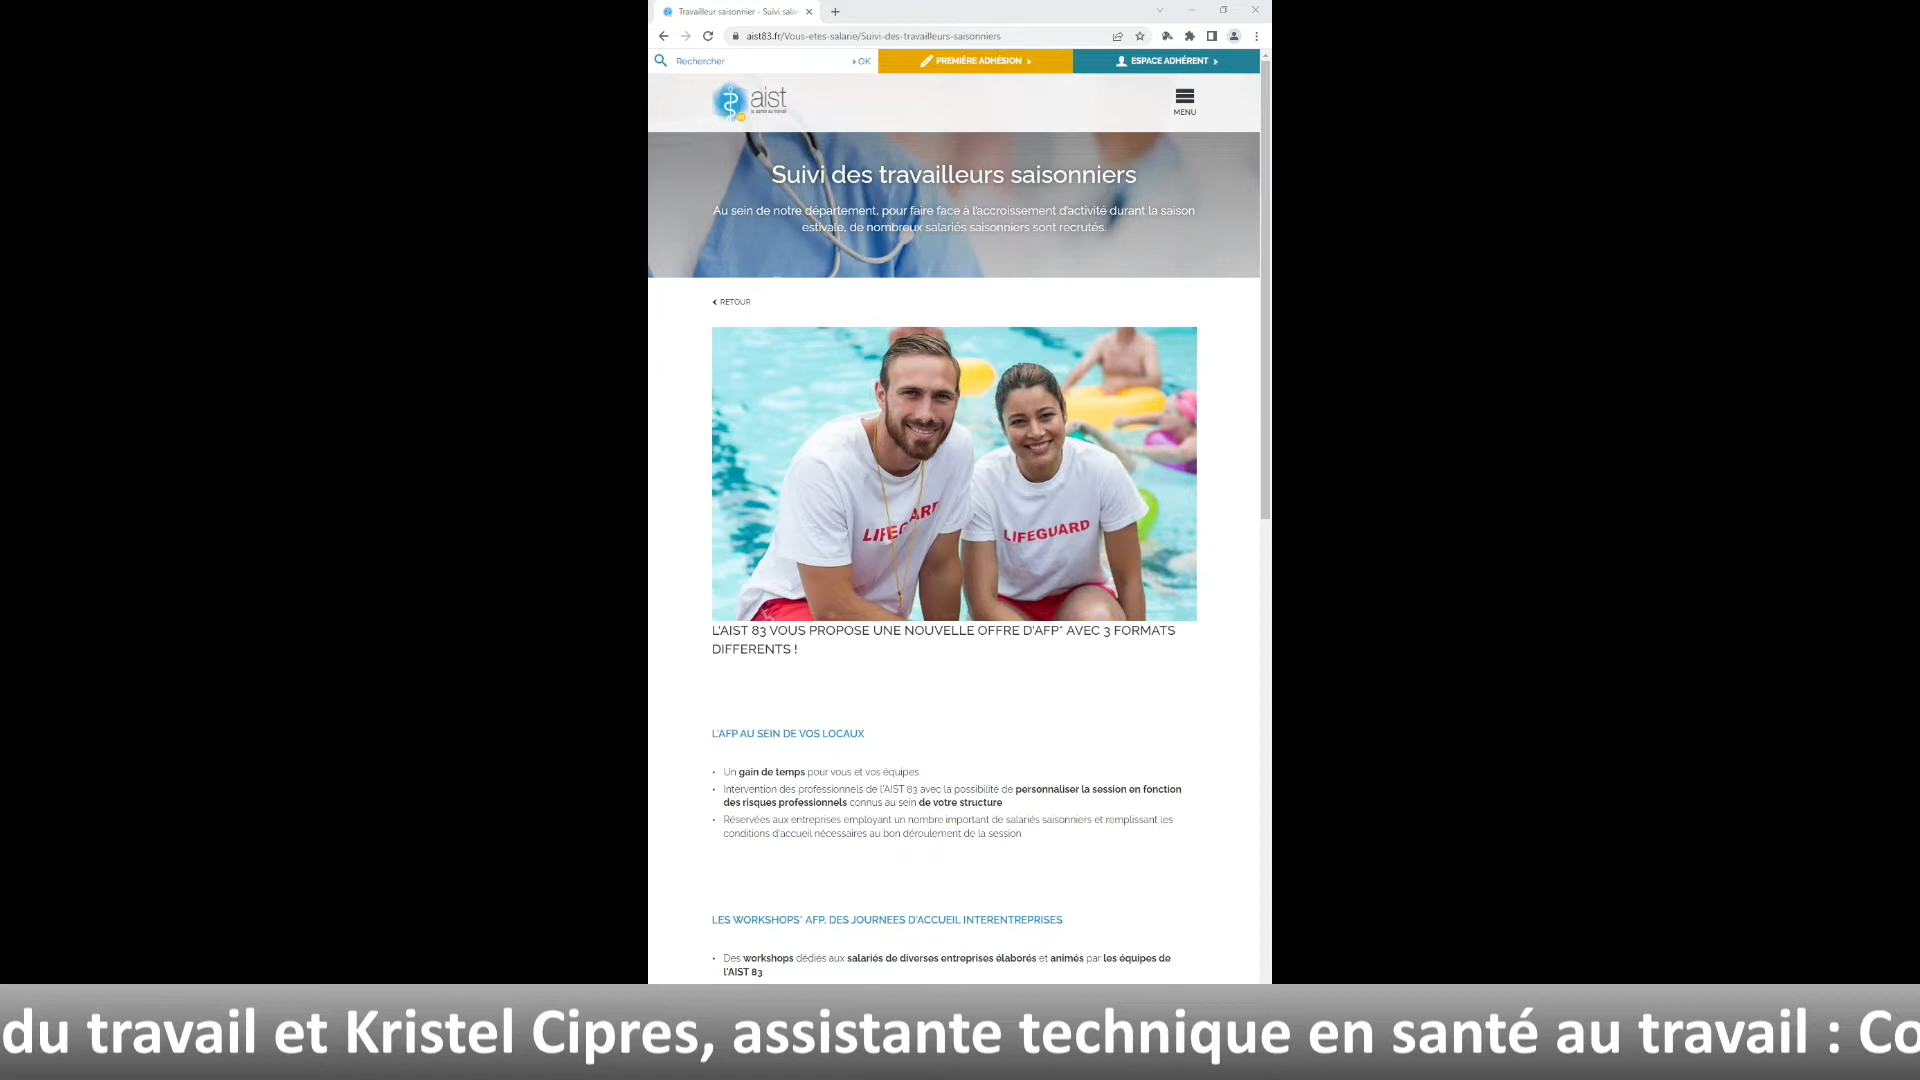 Travailleur saisonnier - Suivi sala
aist83.fr/Vous-etes-salarie/Suivi-des-travailleurs-saisonniers
Rechercher
OK
PREMIÈRE ADHÉSION
ESPACE ADHÉRENT
aist
la santé au travail
83
MENU
Suivi des travailleurs saisonniers
Au sein de notre département, pour faire face à l'accroissement d'activité durant la saison
estivale, de nombreux salariés saisonniers sont recrutés.
RETOUR
LIFEGUARD
LIFEGUARD
L'AIST 83 VOUS PROPOSE UNE NOUVELLE OFFRE D'AFP* AVEC 3 FORMATS
DIFFERENTS !
L'AFP AU SEIN DE VOS LOCAUX
• Un gain de temps pour vous et vos équipes
• Intervention des professionnels de l'AIST 83 avec la possibilité de personnaliser la session en fonction
des risques professionnels connus au sein de votre structure
• Réservées aux entreprises employant un nombre important de salariés saisonniers et remplissant les
conditions d'accueil nécessaires au bon déroulement de la session
LES WORKSHOPS* AFP, DES JOURNEES D'ACCUEIL INTERENTREPRISES
• Des workshops dédiés aux salariés de diverses entreprises élaborés et animés par les équipes de
l'AIST 83
du travail et Kristel Cipres, assistante technique en santé au travail : Co